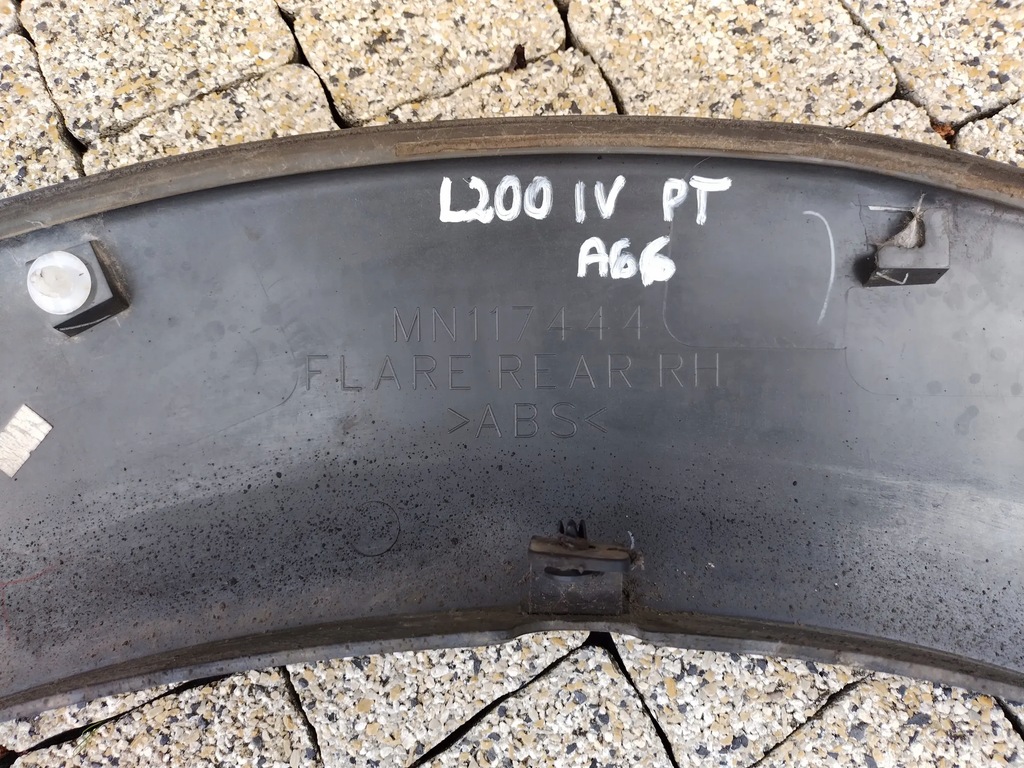 L200 IV PT
A66
MN117444
FLARE REAR RH
>ABS<